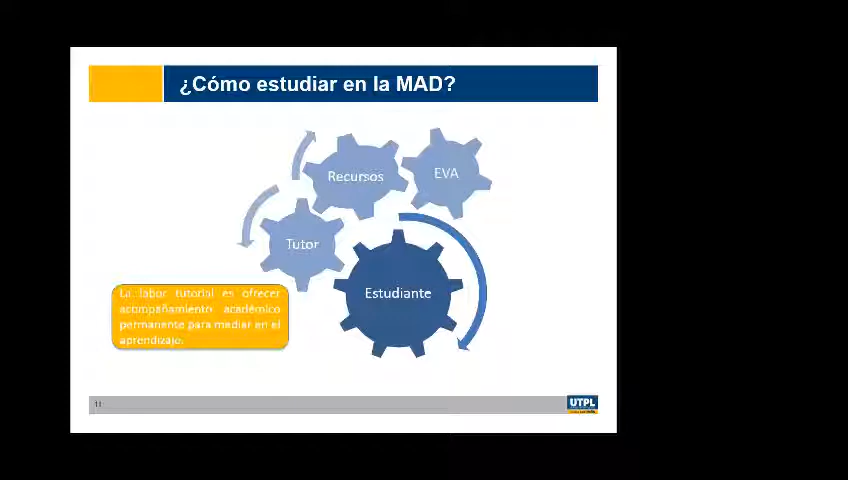 ¿Cómo estudiar en la MAD?
Recursos
EVA
Tutor
Estudiante
La labor tutorial es ofrecer
acompañamiento académico
permanente para mediar en el
aprendizaje.
11
UTPL